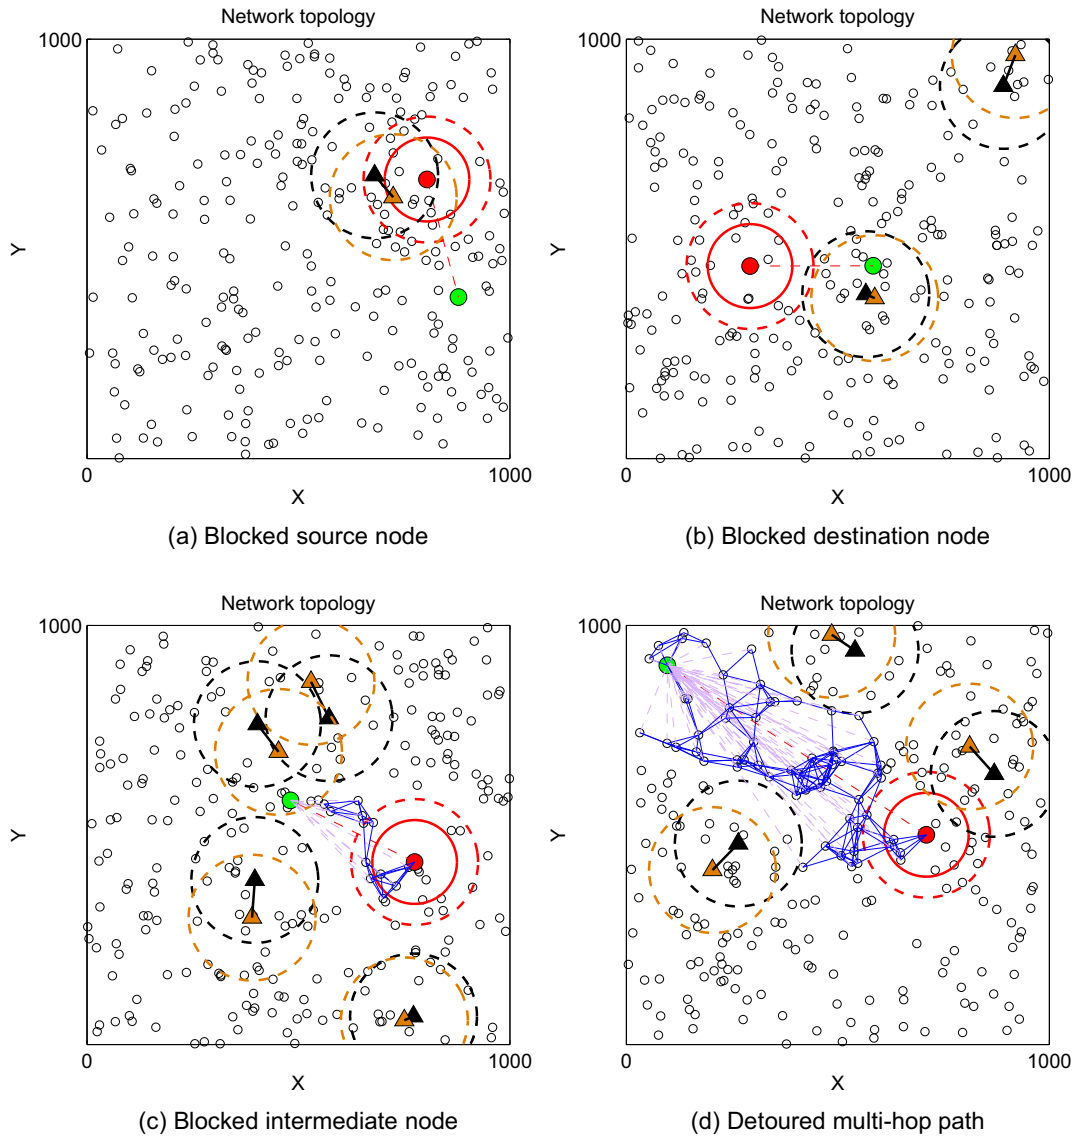 Network topology
1000
Y
0
1000
X
(a) Blocked source node
Network topology
1000
Y
0
1000
X
(b) Blocked destination node
Network topology
1000
Y
0
1000
X
(c) Blocked intermediate node
Network topology
1000
Y
0
1000
X
(d) Detoured multi-hop path